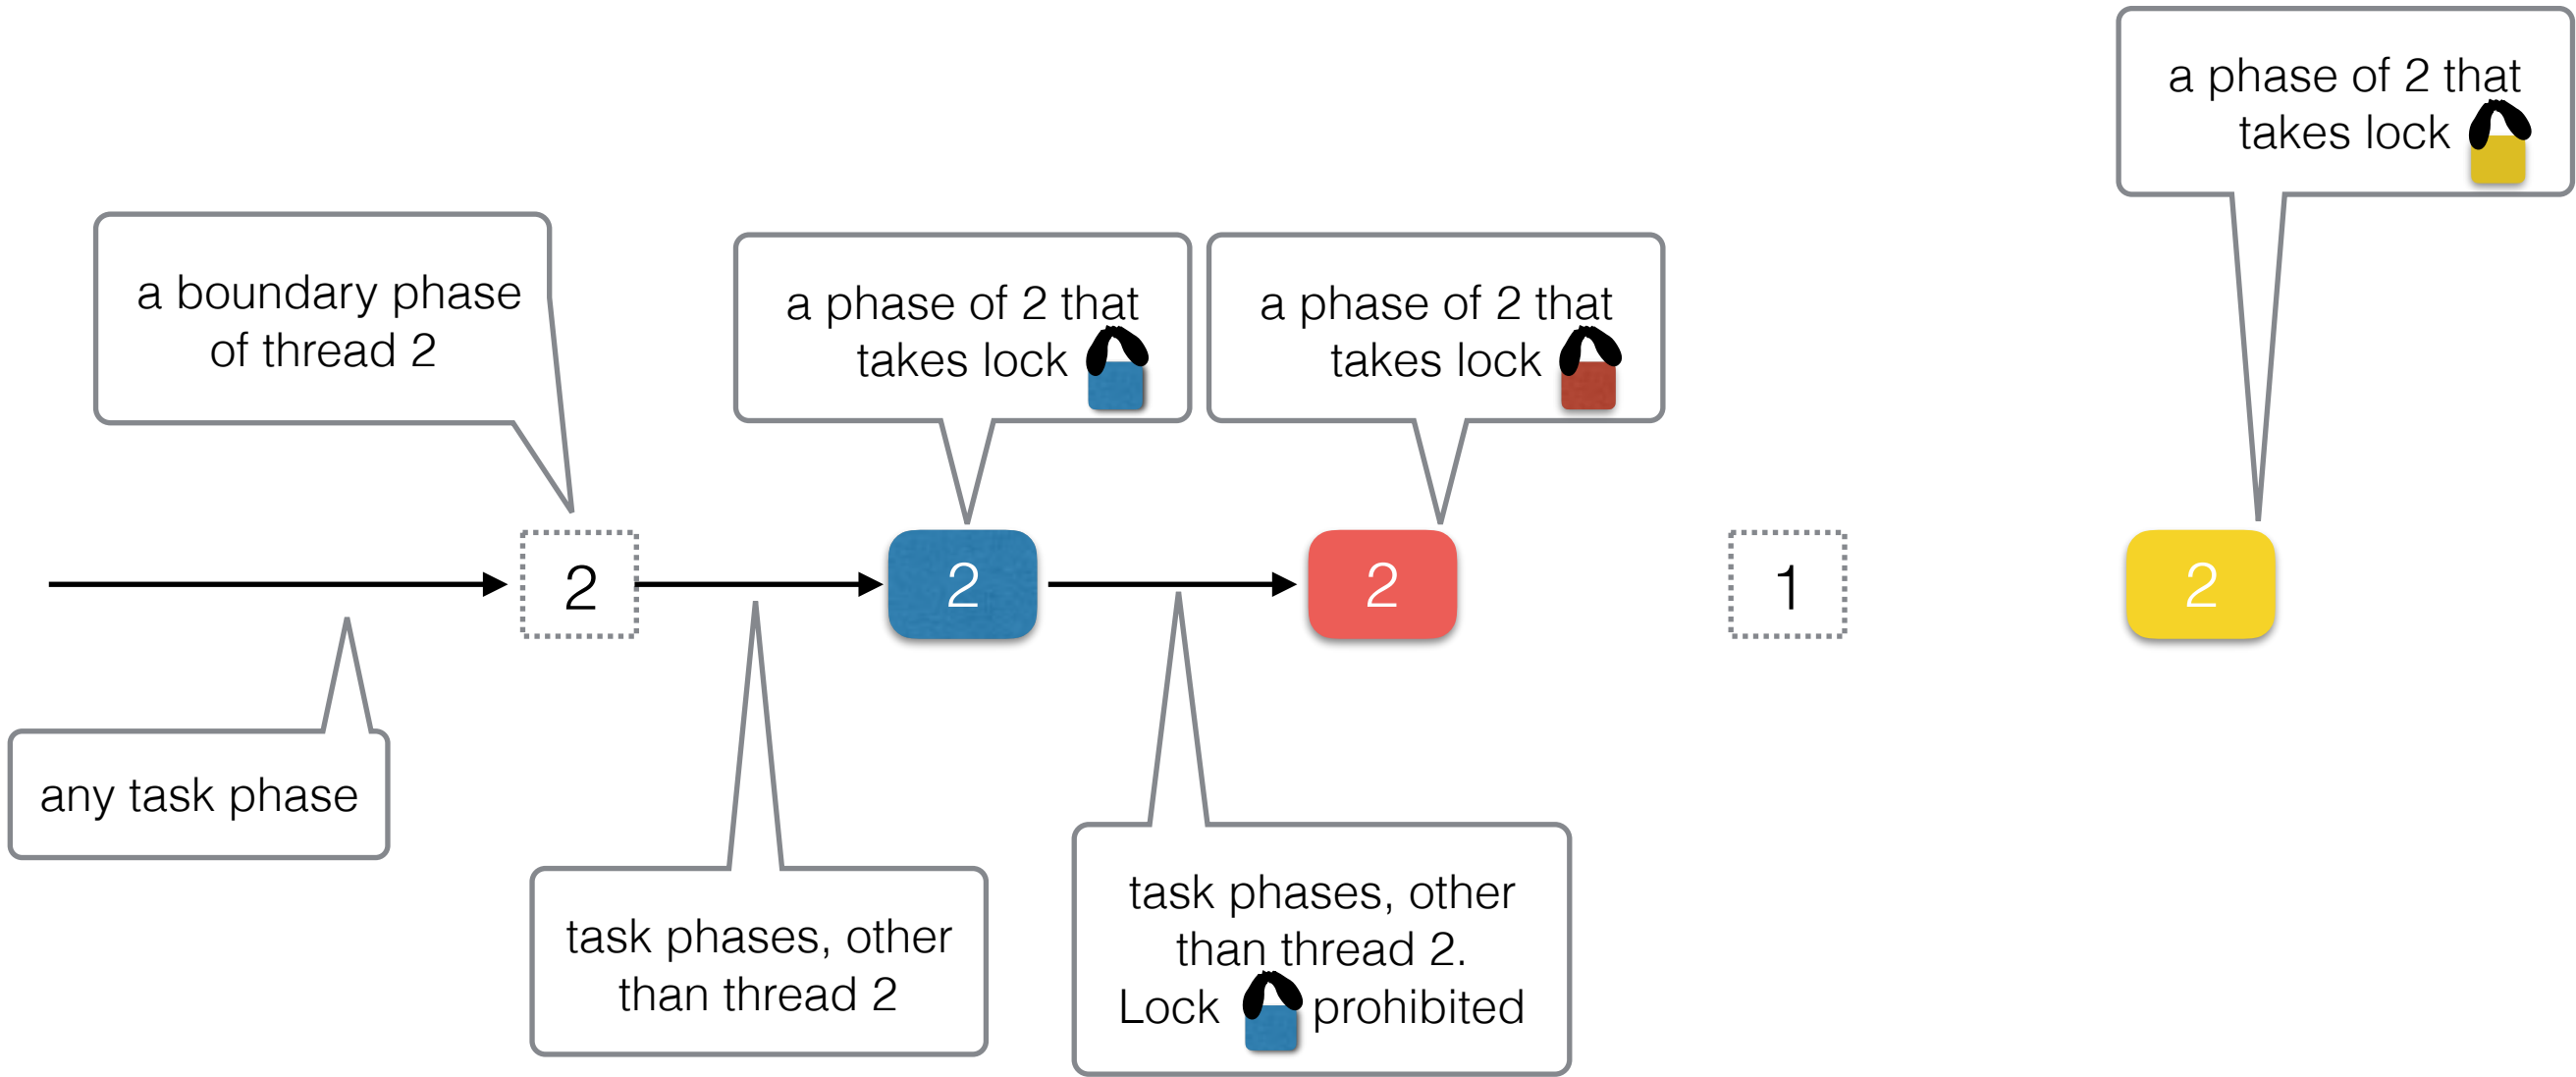 a phase of 2 that
takes lock
a boundary phase
of thread 2
a phase of 2 that
takes lock
a phase of 2 that
takes lock
2
2
2
1
2
any task phase
task phases, other
than thread 2
task phases, other
than thread 2.
Lock prohibited